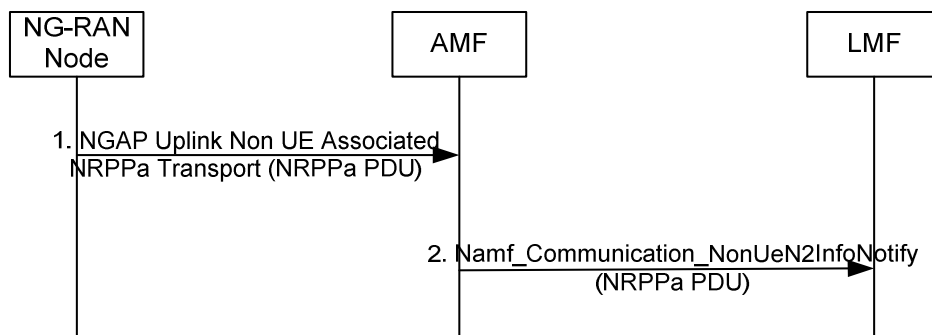 NG-RAN
Node
AMF
LMF
1. NGAP Uplink Non UE Associated
NRPPa Transport (NRPPa PDU)
2. Namf_Communication_NonUeN2InfoNotify
(NRPPa PDU)